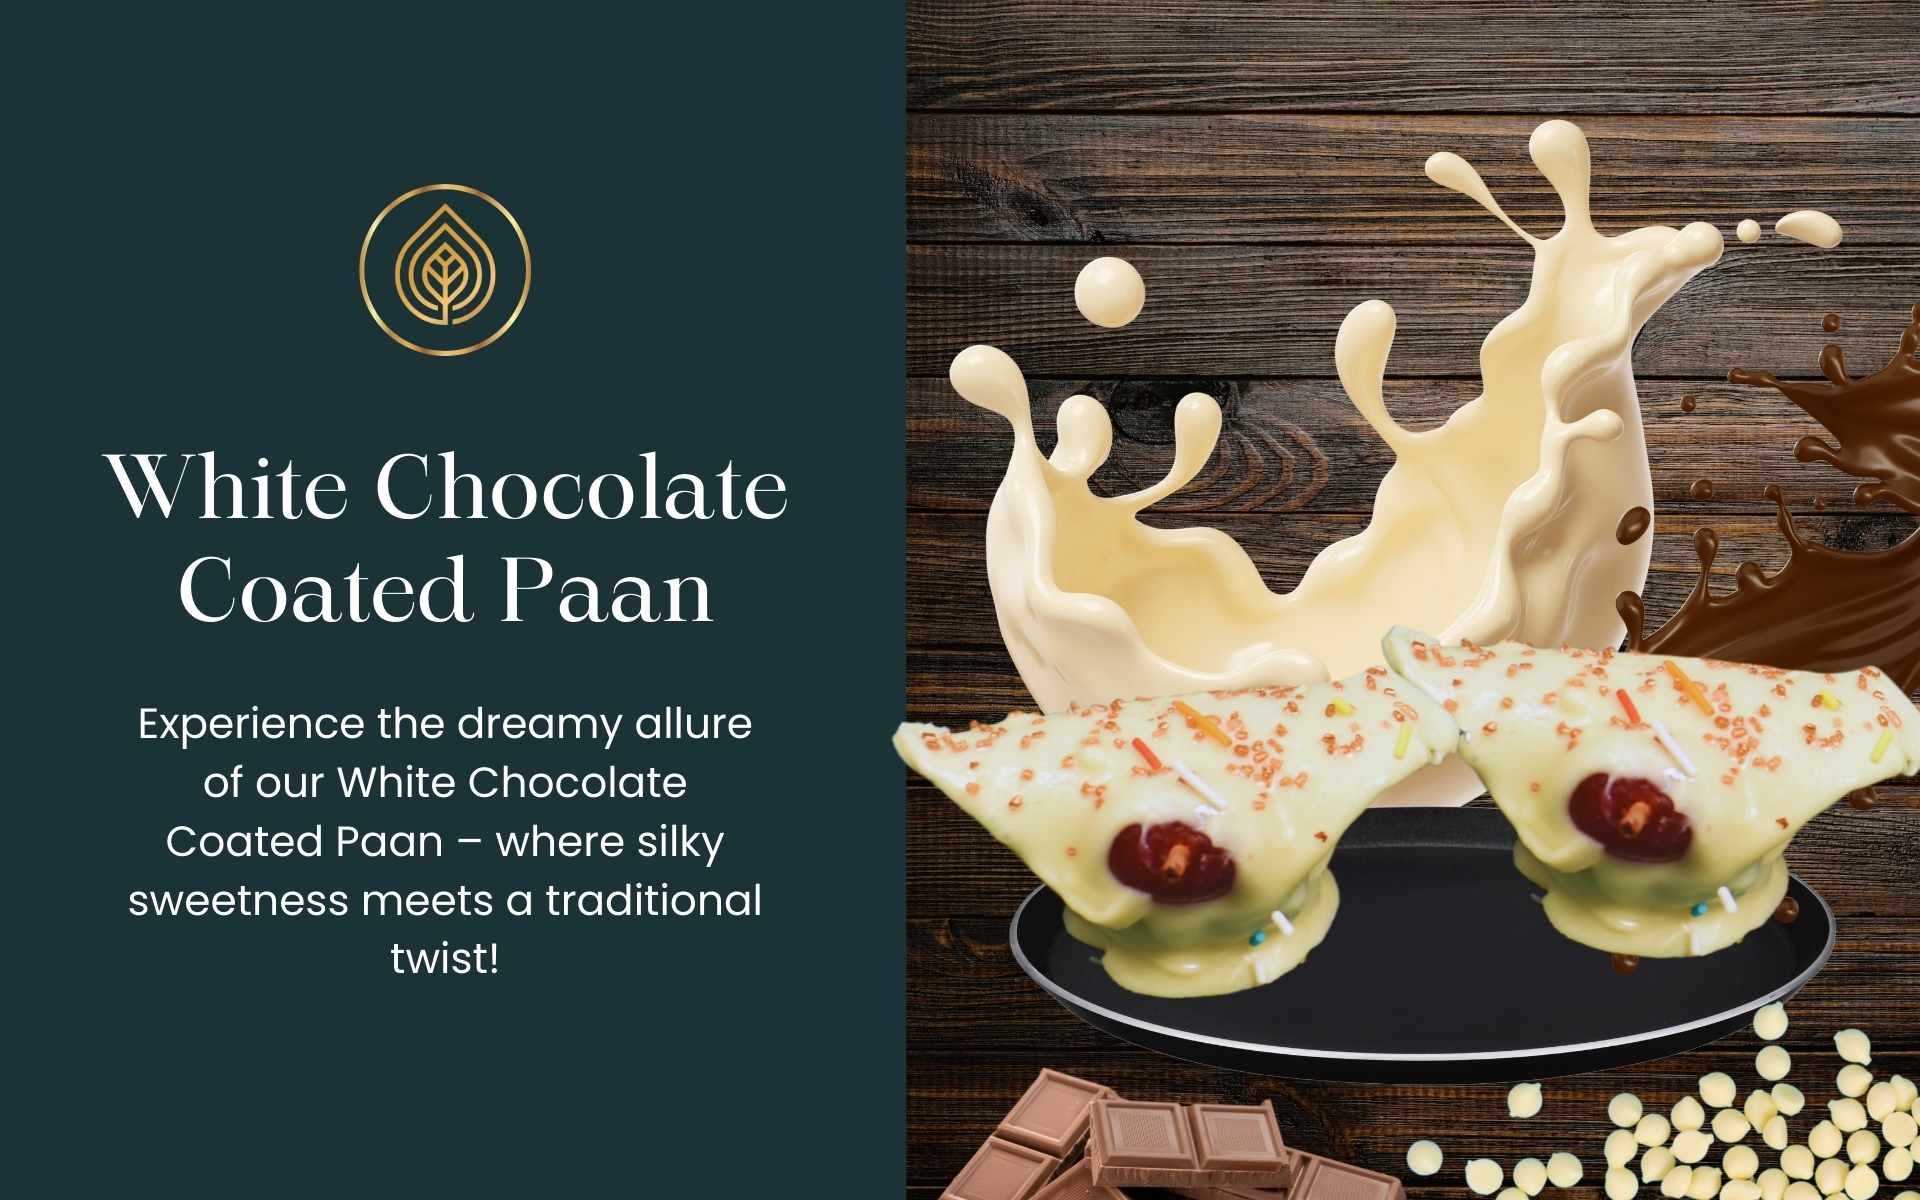 White Chocolate
Coated Paan
Experience the dreamy allure
of our White Chocolate
Coated Paan – where silky
sweetness meets a traditional
twist!